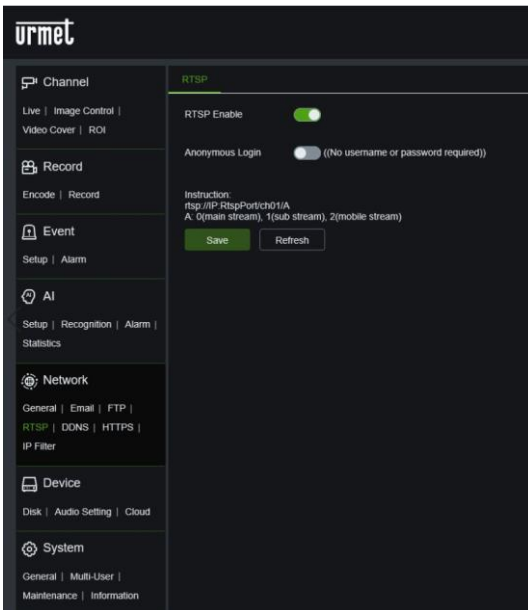 urmet
Channel
Live | Image Control |
Video Cover | ROI
Record
Encode | Record
Event
Setup | Alarm
AI
Setup | Recognition | Alarm |
Statistics
Network
General | Email | FTP |
RTSP | DDNS | HTTPS |
IP Filter
Device
Disk | Audio Setting | Cloud
System
General | Multi-User |
Maintenance | Information
RTSP
RTSP Enable
Anonymous Login ((No username or password required))
Instruction:
rtsp://IP:RtspPort/ch01/A
A: 0(main stream), 1(sub stream), 2(mobile stream)
Save Refresh